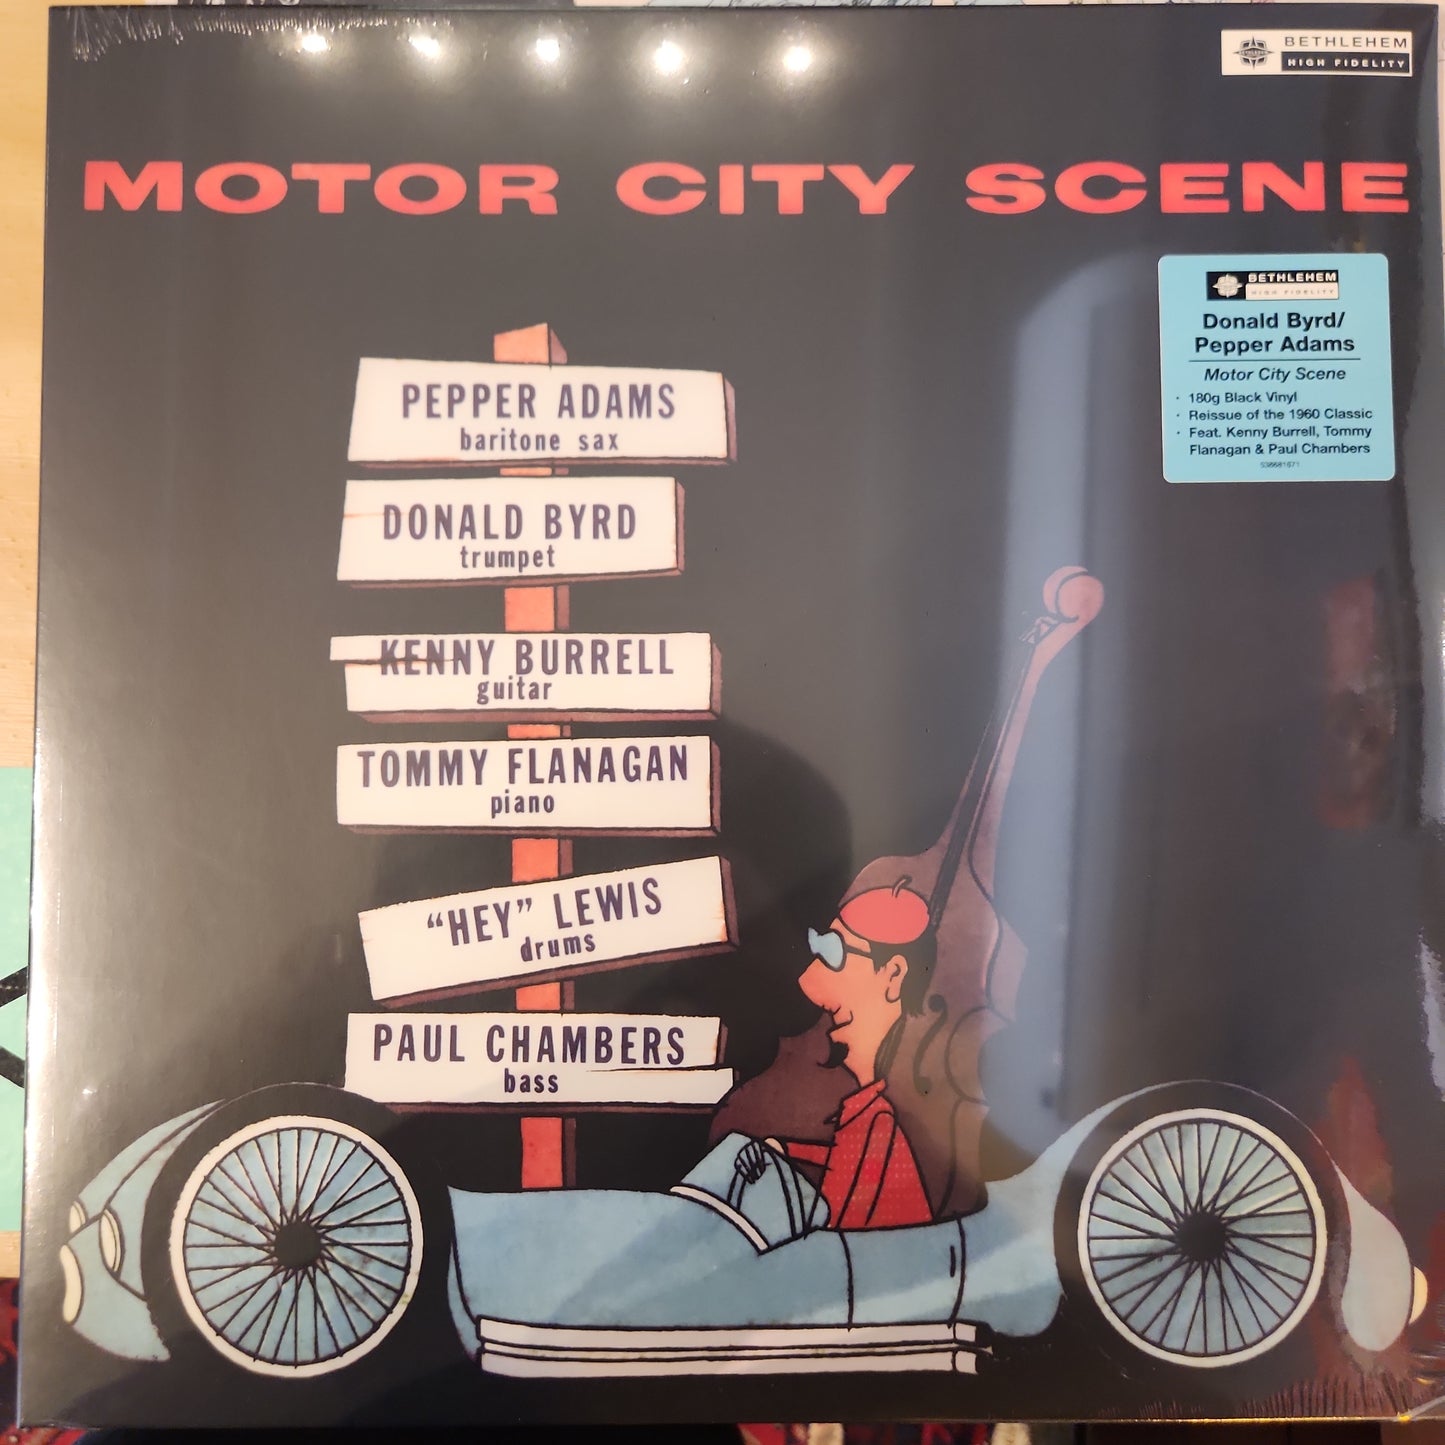 BETHLEHEM
HIGH FIDELITY
MOTOR CITY SCENE
BETHLEHEM
HIGH FIDELITY
Donald Byrd/
Pepper Adams
Motor City Scene
· 180g Black Vinyl
· Reissue of the 1960 Classic
· Feat. Kenny Burrell, Tommy
Flanagan & Paul Chambers
PEPPER ADAMS
baritone sax
DONALD BYRD
trumpet
KENNY BURRELL
guitar
TOMMY FLANAGAN
piano
“HEY” LEWIS
drums
PAUL CHAMBERS
bass